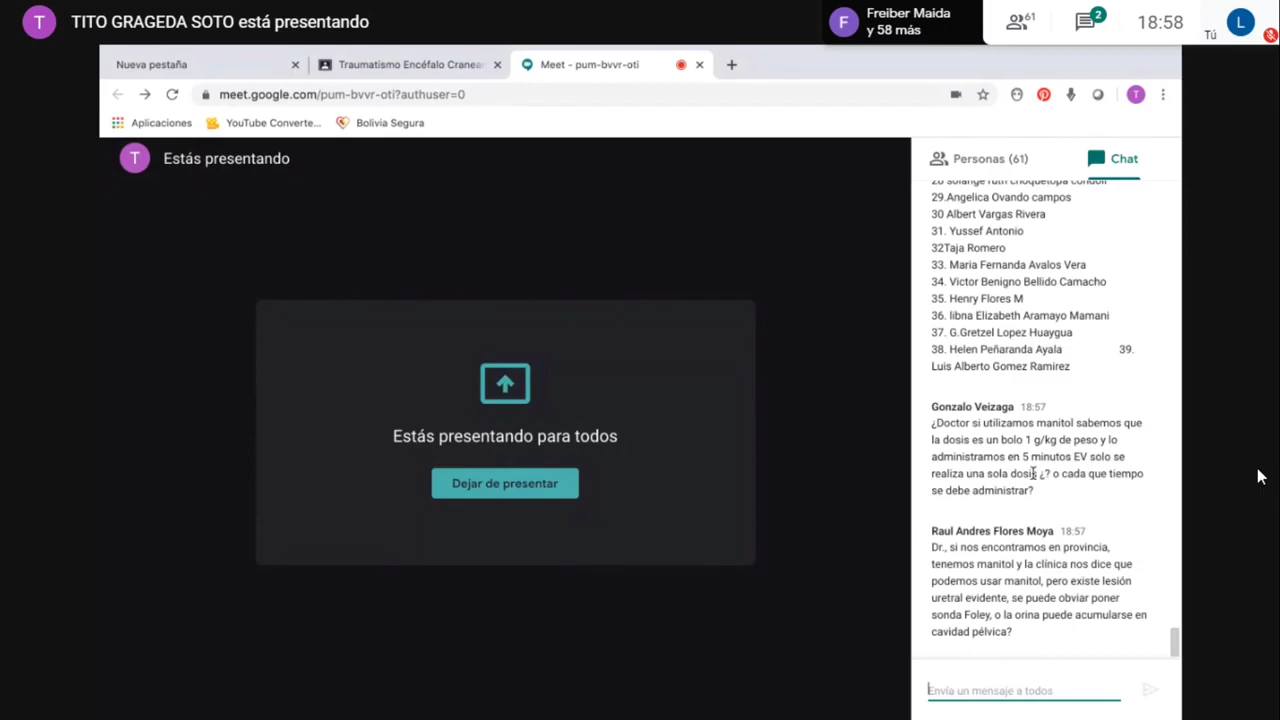 T TITO GRAGEDA SOTO está presentando
F Freiber Maida
y 58 más
61
2
18:58
Tú
L
Nueva pestaña
Traumatismo Encéfalo Cranear
Meet - pum-bvvr-oti
meet.google.com/pum-bvvr-oti?authuser=0
T
Aplicaciones
YouTube Converte...
Bolivia Segura
T Estás presentando
Estás presentando para todos
Dejar de presentar
Personas (61)
Chat
28 solange ruth choquetopa condori
29.Angelica Ovando campos
30 Albert Vargas Rivera
31. Yussef Antonio
32Taja Romero
33. Maria Fernanda Avalos Vera
34. Victor Benigno Bellido Camacho
35. Henry Flores M
36. libna Elizabeth Aramayo Mamani
37. G.Gretzel Lopez Huaygua
38. Helen Peñaranda Ayala 39.
Luis Alberto Gomez Ramirez
Gonzalo Veizaga 18:57
¿Doctor si utilizamos manitol sabemos que
la dosis es un bolo 1 g/kg de peso y lo
administramos en 5 minutos EV solo se
realiza una sola dosis ¿? o cada que tiempo
se debe administrar?
Raul Andres Flores Moya 18:57
Dr., si nos encontramos en provincia,
tenemos manitol y la clínica nos dice que
podemos usar manitol, pero existe lesión
uretral evidente, se puede obviar poner
sonda Foley, o la orina puede acumularse en
cavidad pélvica?
Envía un mensaje a todos